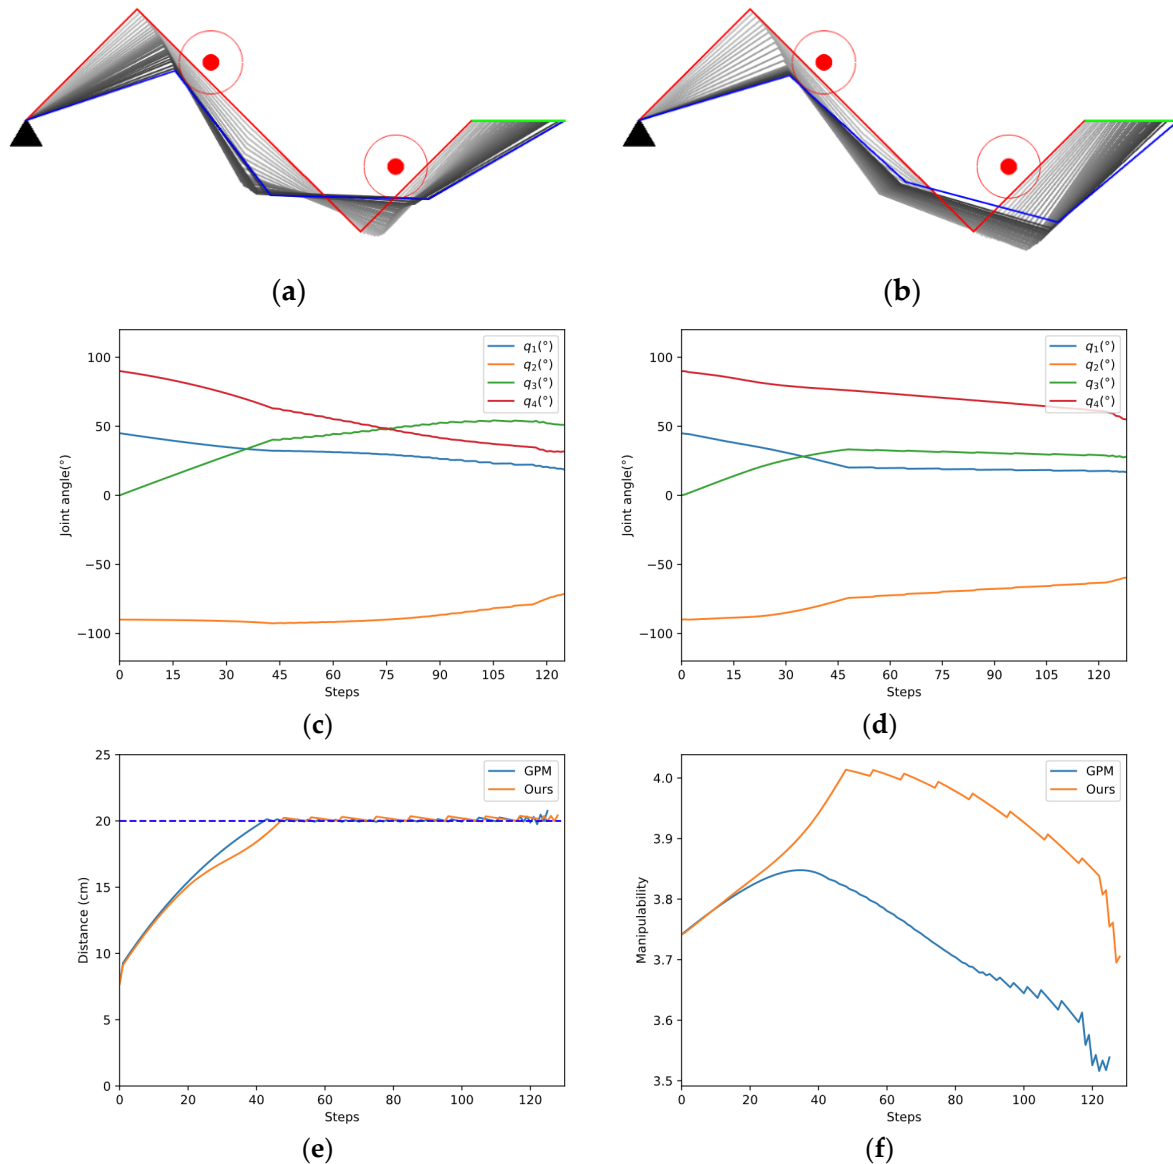 (a)
(b)
100
50
0
−50
−100
Joint angle(°)
q1(°)
q2(°)
q3(°)
q4(°)
0 15 30 45 60 75 90 105 120
Steps
(c)
100
50
0
−50
−100
Joint angle(°)
q1(°)
q2(°)
q3(°)
q4(°)
0 15 30 45 60 75 90 105 120
Steps
(d)
25
20
15
10
5
0
Distance (cm)
GPM
Ours
0 20 40 60 80 100 120
Steps
(e)
4.0
3.9
3.8
3.7
3.6
3.5
Manipulability
GPM
Ours
0 20 40 60 80 100 120
Steps
(f)